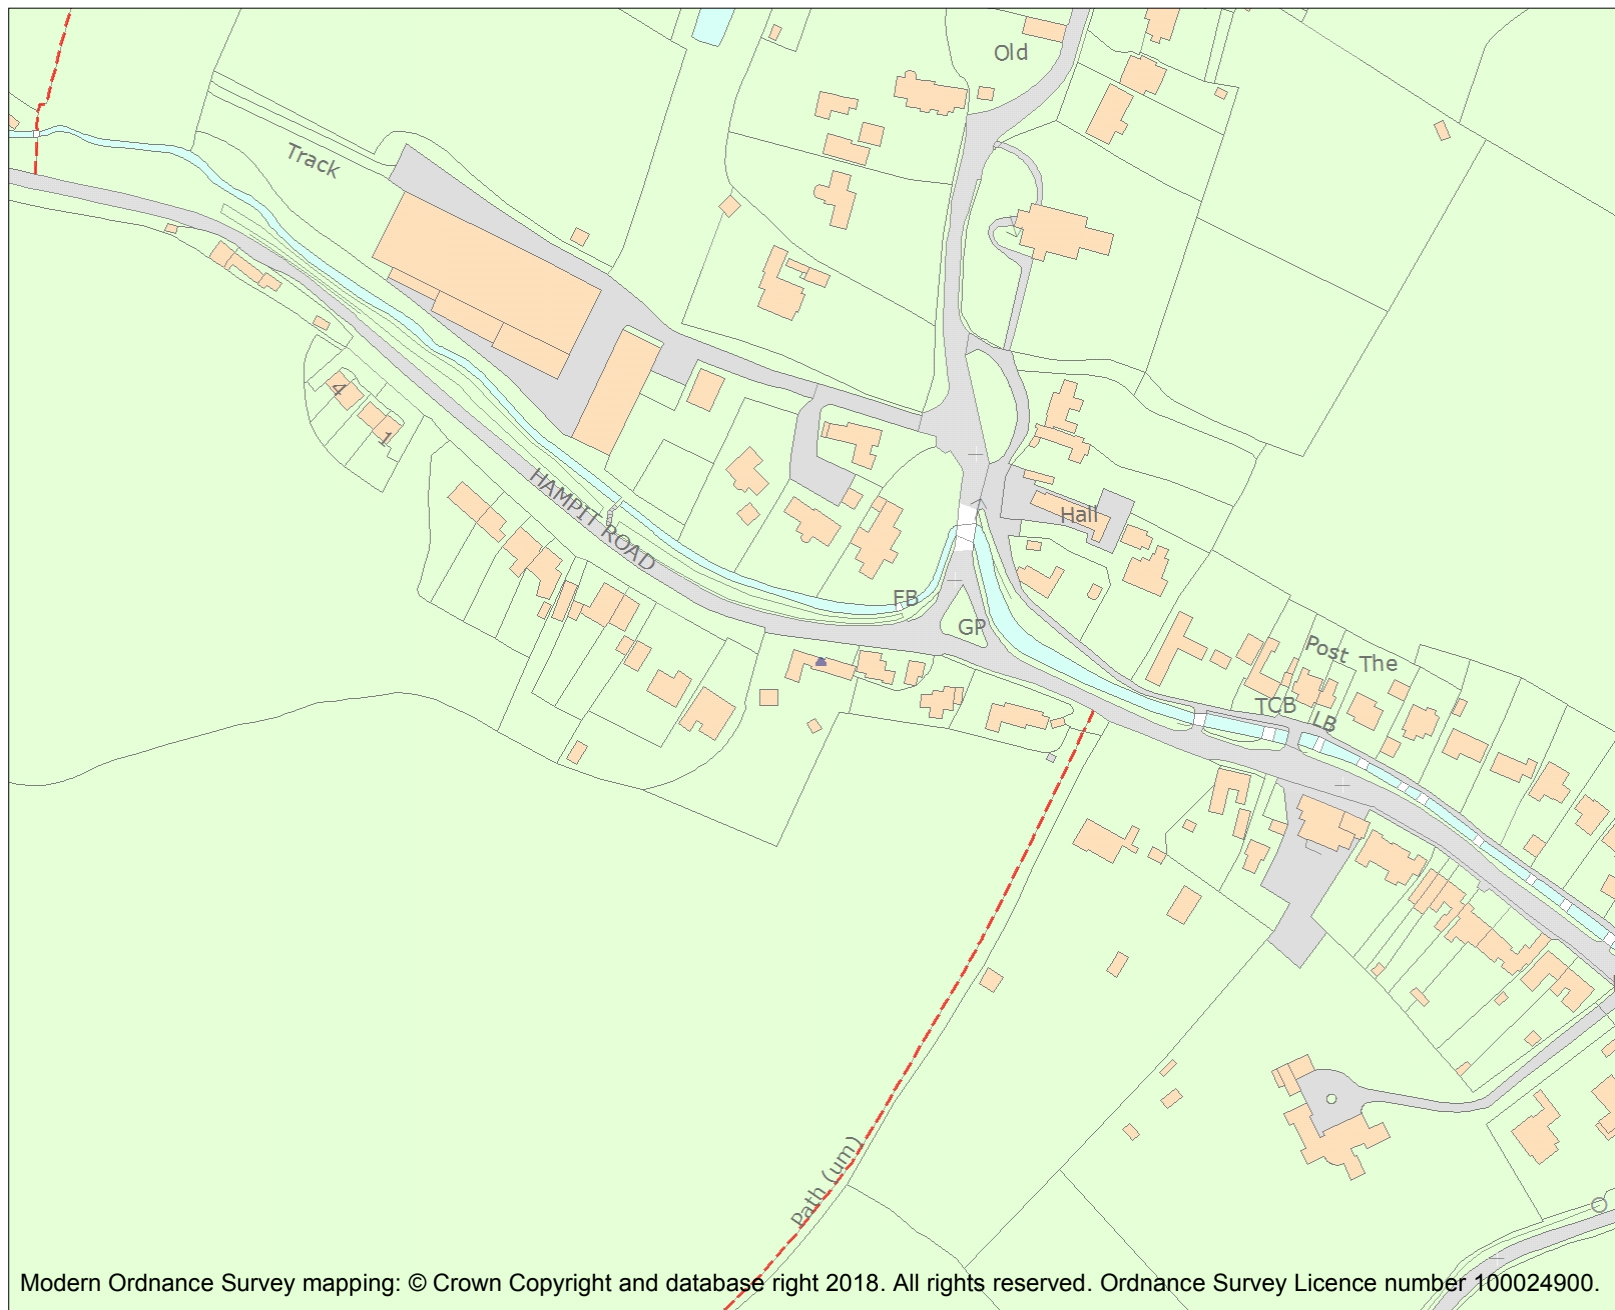 Old
Track
4
1
HAMPIT ROAD
Hall
FB
GP
Post The
TCB LB
Path (um)
Modern Ordnance Survey mapping: © Crown Copyright and database right 2018. All rights reserved. Ordnance Survey Licence number 100024900.